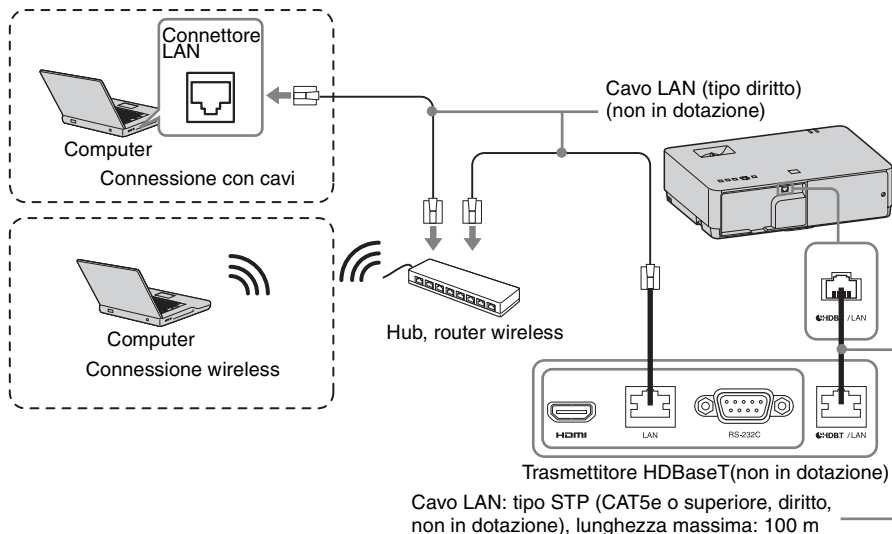 Connettore
LAN
Cavo LAN (tipo diritto)
(non in dotazione)
Computer
Connessione con cavi
Computer
Connessione wireless
Hub, router wireless
HDBT / LAN
HDMI
LAN
RS-232C
HDBT / LAN
Trasmettitore HDBaseT(non in dotazione)
Cavo LAN: tipo STP (CAT5e o superiore, diritto,
non in dotazione), lunghezza massima: 100 m